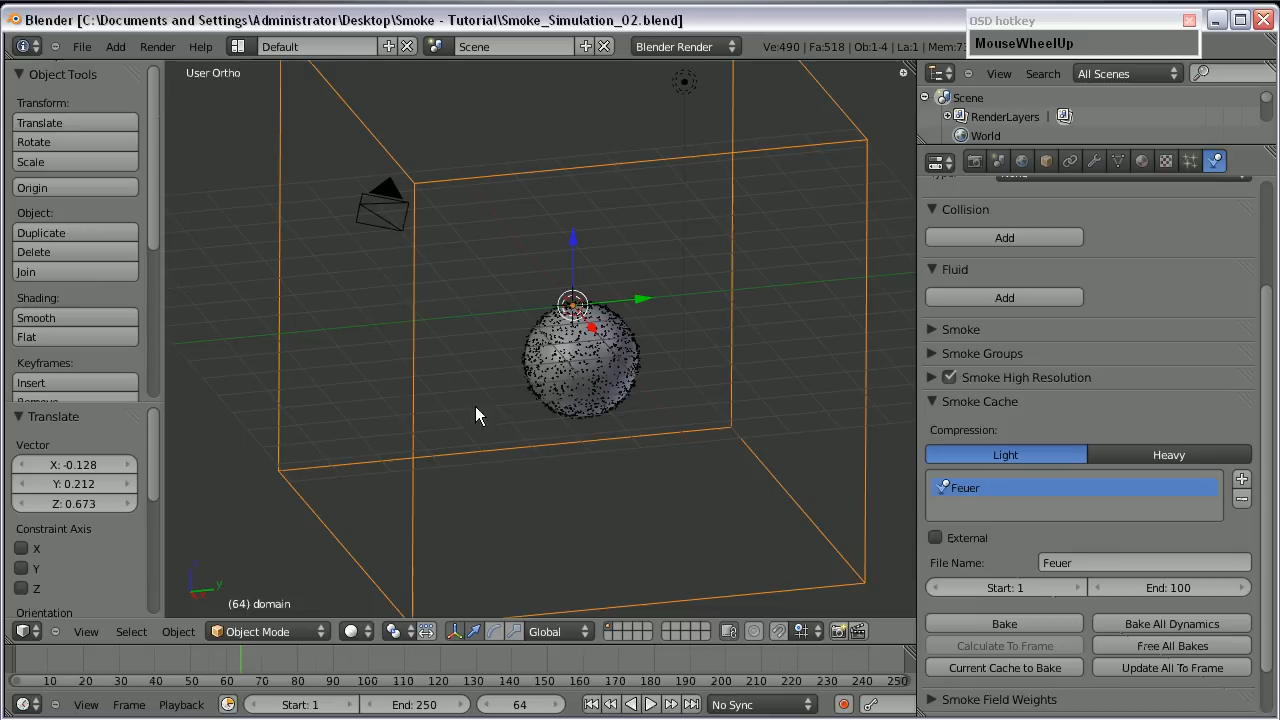 Blender [C:\Documents and Settings\Administrator\Desktop\Smoke - Tutorial\Smoke_Sisulation_02.blend]
OSD hotkey
MouseWheelUp
File Add Render Help Default Scene Blender Render Ve:490 | Fa:518 | Ob:1-4 | La:1 | Mem:7
View Search All Scenes
Scene
RenderLayers |
World
Object Tools
Transform:
Translate
Rotate
Scale
Origin
Object:
Duplicate
Delete
Join
Shading:
Smooth
Flat
Keyframes:
Insert
Translate
Vector
X: -0.128
Y: 0.212
Z: 0.673
Constraint Axis
X
Y
Z
Orientation
User Ortho
y
(64) domain
Collision
Add
Fluid
Add
Smoke
Smoke Groups
Smoke High Resolution
Smoke Cache
Compression:
Light Heavy
Feuer
External
File Name: Feuer
Start: 1 End: 100
Bake Bake All Dynamics
Calculate To Frame Free All Bakes
Current Cache to Bake Update All To Frame
Smoke Field Weights
View Select Object Object Mode Global
10 20 30 40 50 60 70 80 90 100 110 120 130 140 150 160 170 180 190 200 210 220 230 240 250
View Frame Playback Start: 1 End: 250 64 No Sync